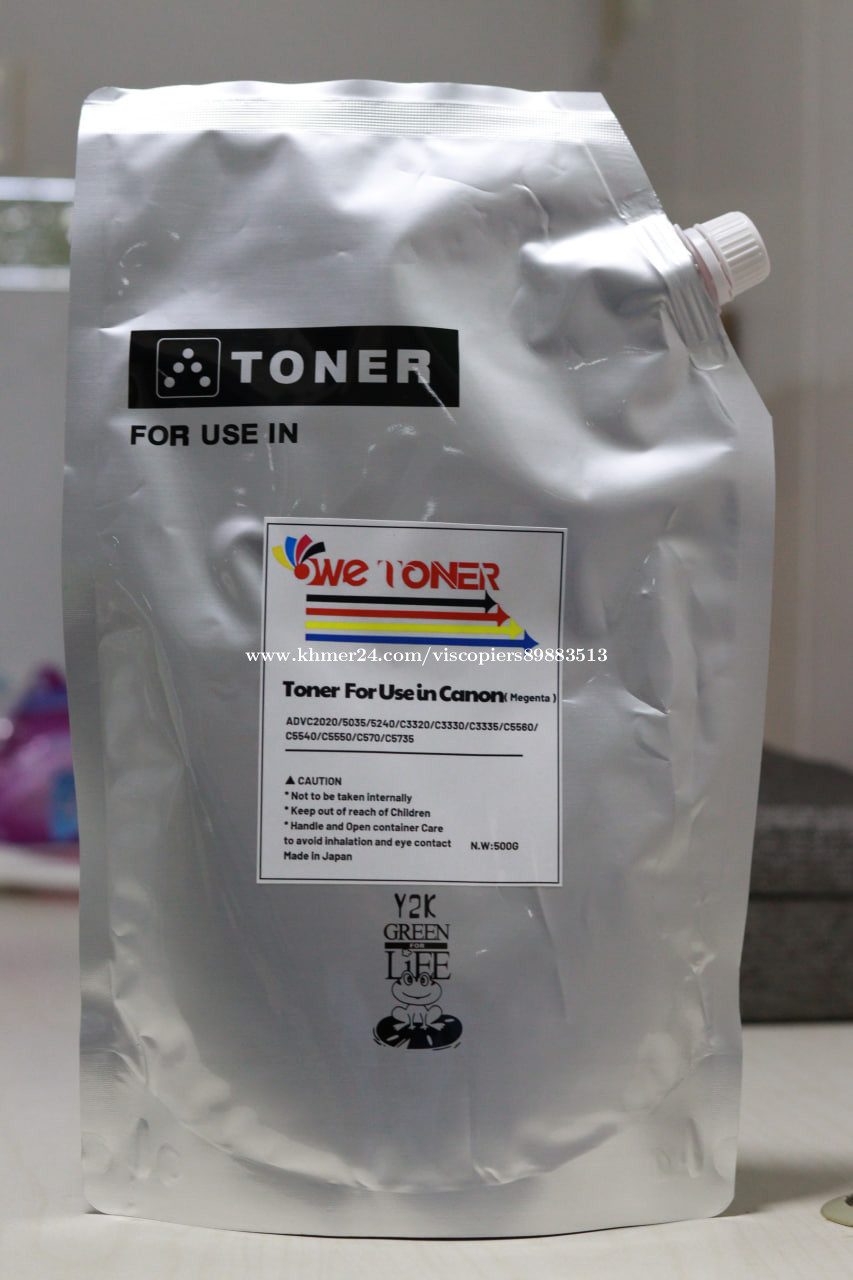 TONER
FOR USE IN
WE TONER
www.khmer24.com/viscopiers89883513
Toner For Use in Canon( Megenta )
ADVC2020/5035/5240/C3320/C3330/C3335/C5560/
C5540/C5550/C570/C5735
▲ CAUTION
* Not to be taken internally
* Keep out of reach of Children
* Handle and Open container Care
to avoid inhalation and eye contact N.W:500G
Made in Japan
Y2K
GREEN
FOR
LiFE